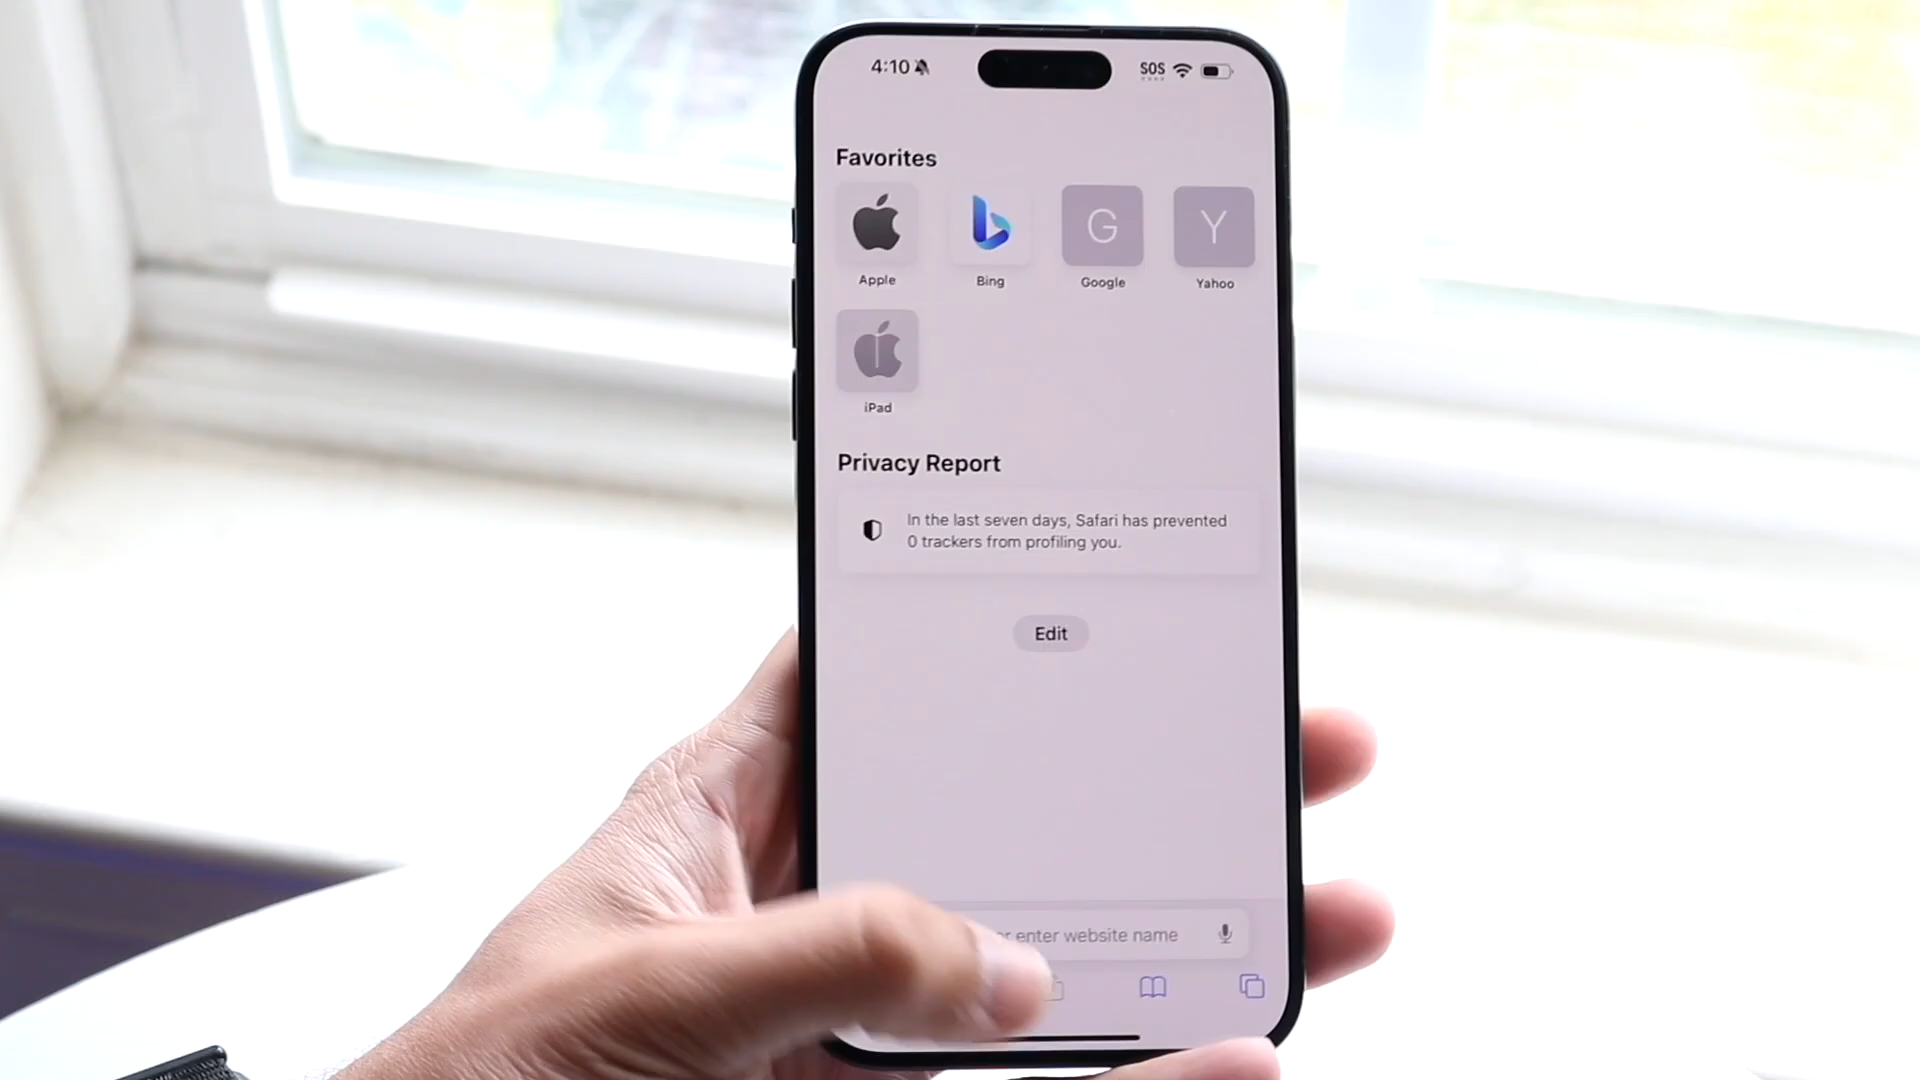 4:10 SOS
Favorites
G Y
Apple Bing Google Yahoo
iPad
Privacy Report
In the last seven days, Safari has prevented
0 trackers from profiling you.
Edit
enter website name